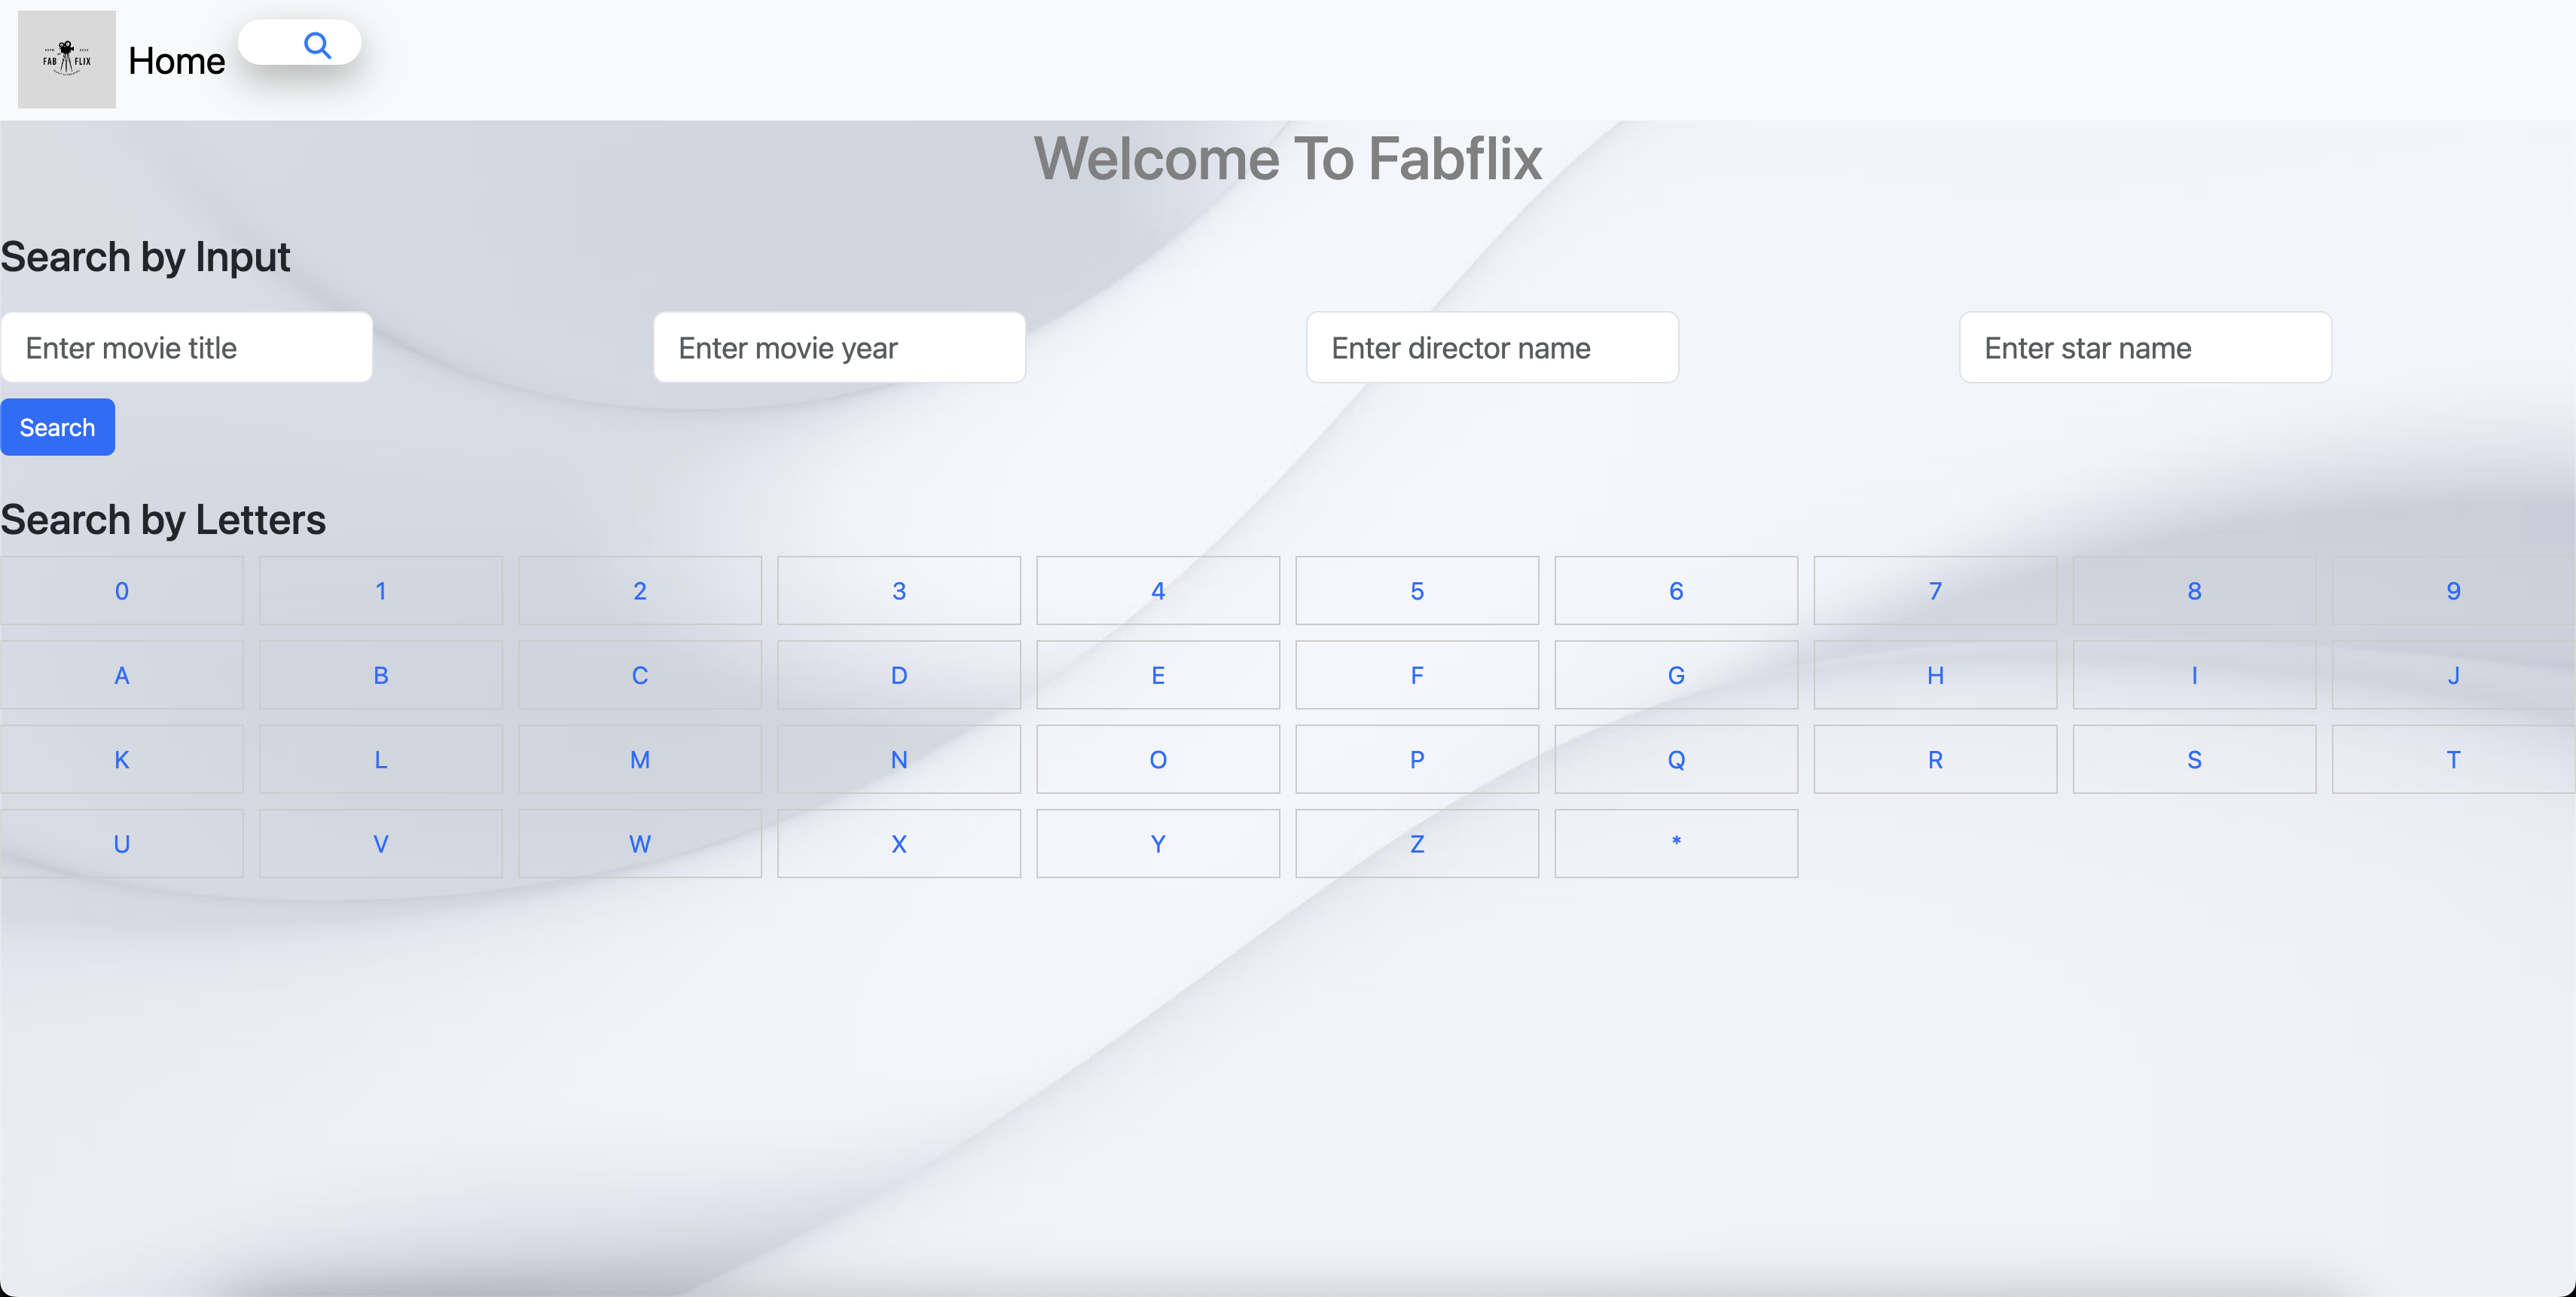 FAB FLIX
Home
Welcome To Fabflix
Search by Input
Enter movie title Enter movie year Enter director name Enter star name
Search
Search by Letters
0 1 2 3 4 5 6 7 8 9
A B C D E F G H I J
K L M N O P Q R S T
U V W X Y Z *